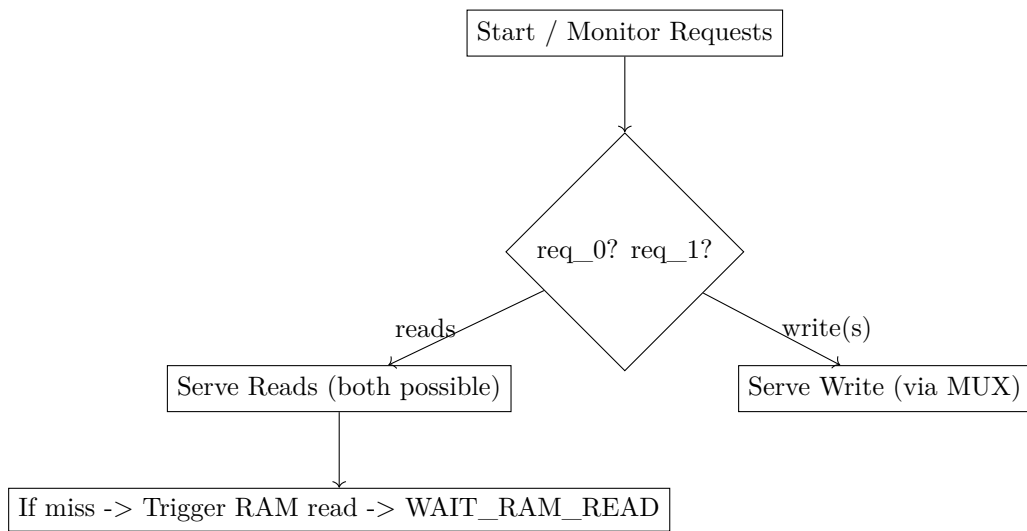 Start / Monitor Requests
req_0? req_1?
reads
write(s)
Serve Reads (both possible)
Serve Write (via MUX)
If miss -> Trigger RAM read -> WAIT_RAM_READ